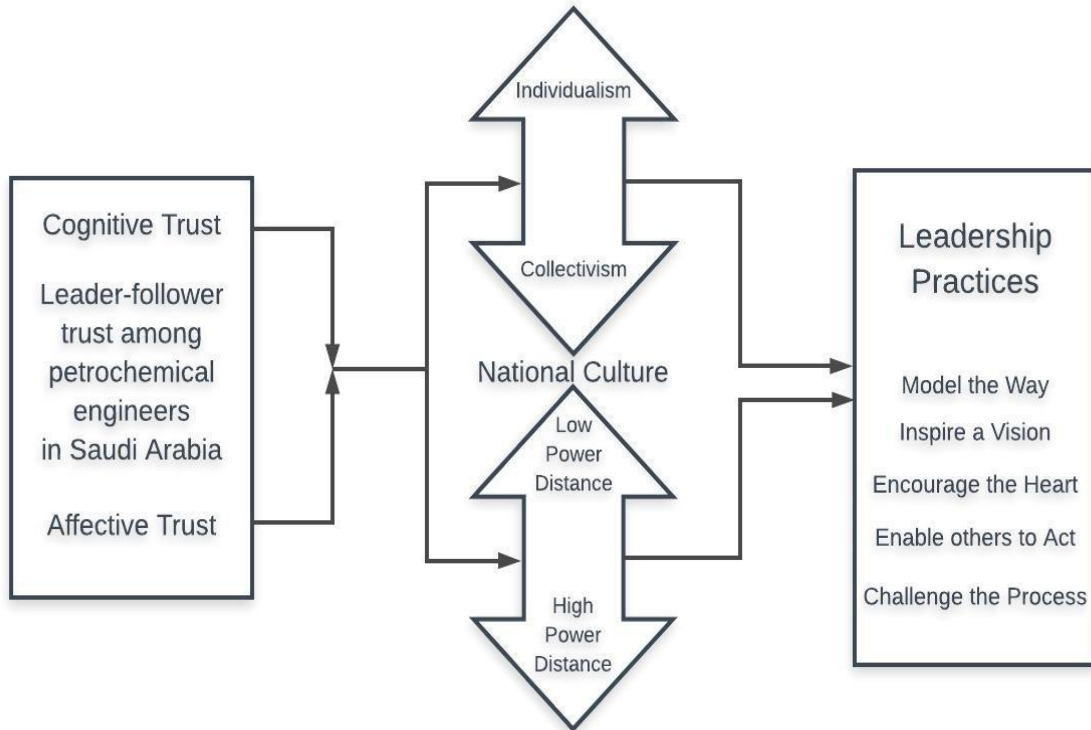 Cognitive Trust
Leader-follower
trust among
petrochemical
engineers
in Saudi Arabia
Affective Trust
Individualism
Collectivism
National Culture
Low
Power
Distance
High
Power
Distance
Leadership
Practices
Model the Way
Inspire a Vision
Encourage the Heart
Enable others to Act
Challenge the Process